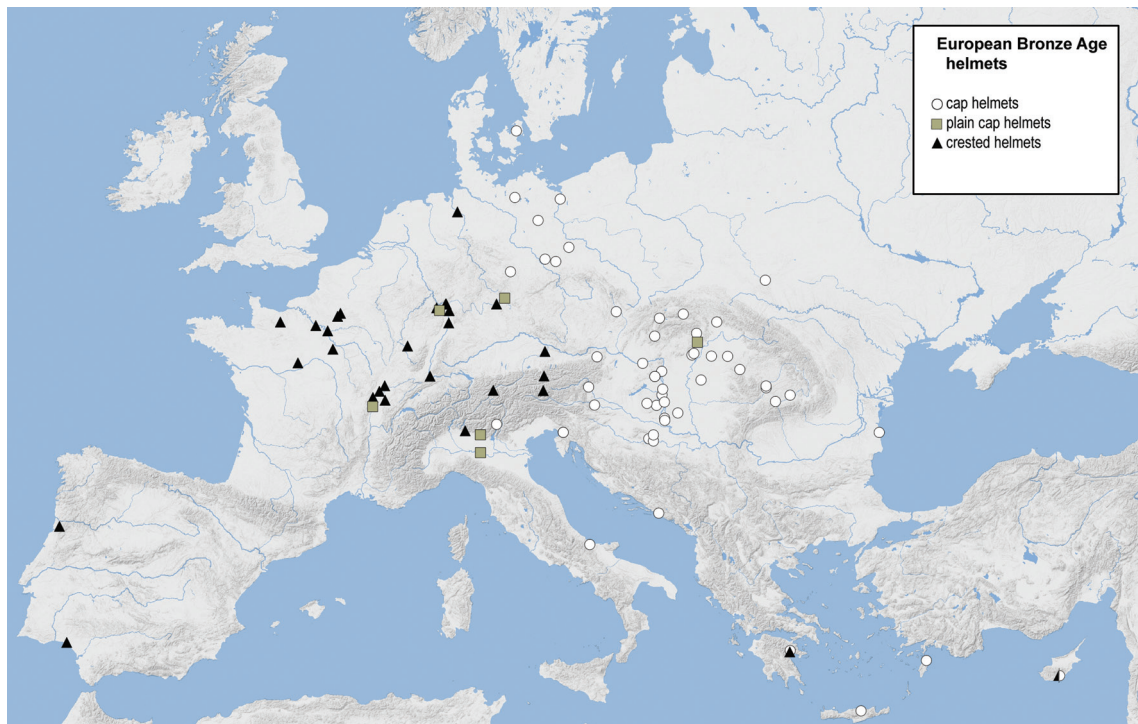 European Bronze Age
helmets
cap helmets
plain cap helmets
crested helmets